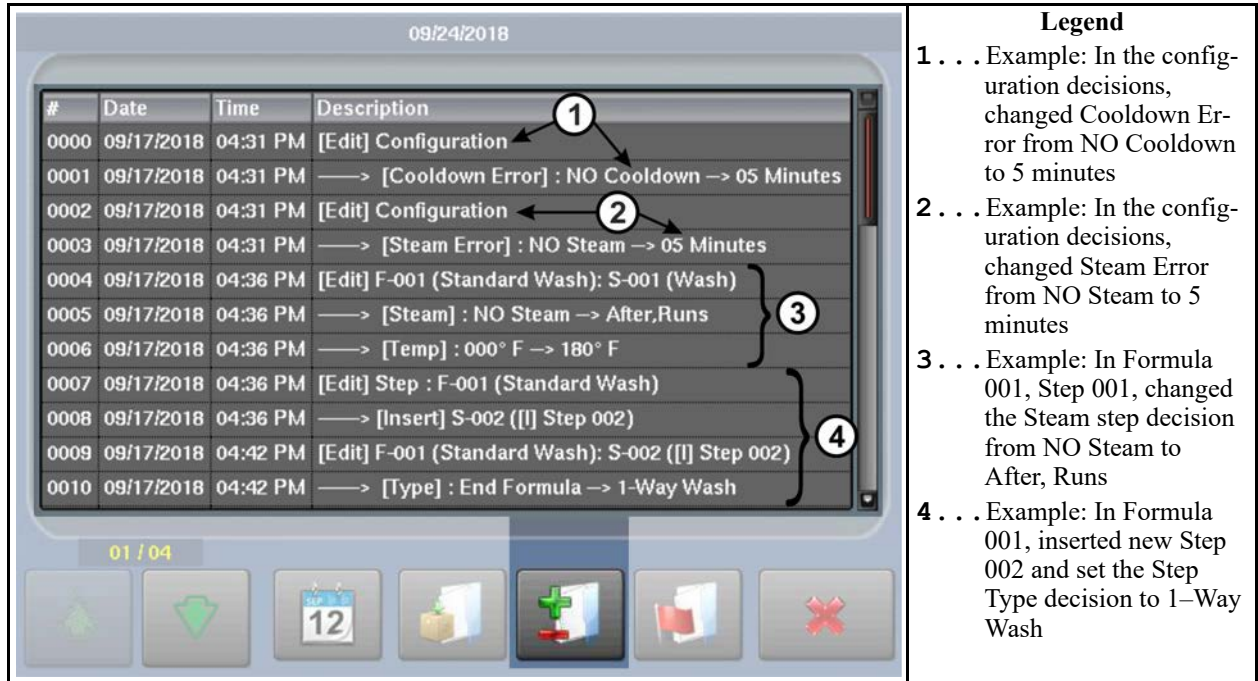 09/24/2018
# Date Time Description
0000 09/17/2018 04:31 PM [Edit] Configuration
1
0001 09/17/2018 04:31 PM ——> [Cooldown Error] : NO Cooldown —> 05 Minutes
0002 09/17/2018 04:31 PM [Edit] Configuration
2
0003 09/17/2018 04:31 PM ——> [Steam Error] : NO Steam —> 05 Minutes
0004 09/17/2018 04:36 PM [Edit] F-001 (Standard Wash): S-001 (Wash)
0005 09/17/2018 04:36 PM ——> [Steam] : NO Steam —> After,Runs
3
0006 09/17/2018 04:36 PM ——> [Temp] : 000° F —> 180° F
0007 09/17/2018 04:36 PM [Edit] Step : F-001 (Standard Wash)
0008 09/17/2018 04:36 PM ——> [Insert] S-002 ([I] Step 002)
4
0009 09/17/2018 04:42 PM [Edit] F-001 (Standard Wash): S-002 ([I] Step 002)
0010 09/17/2018 04:42 PM ——> [Type] : End Formula —> 1-Way Wash
01 / 04
SEP
12
Legend
1 . . . Example: In the config-
uration decisions,
changed Cooldown Er-
ror from NO Cooldown
to 5 minutes
2 . . . Example: In the config-
uration decisions,
changed Steam Error
from NO Steam to 5
minutes
3 . . . Example: In Formula
001, Step 001, changed
the Steam step decision
from NO Steam to
After, Runs
4 . . . Example: In Formula
001, inserted new Step
002 and set the Step
Type decision to 1–Way
Wash